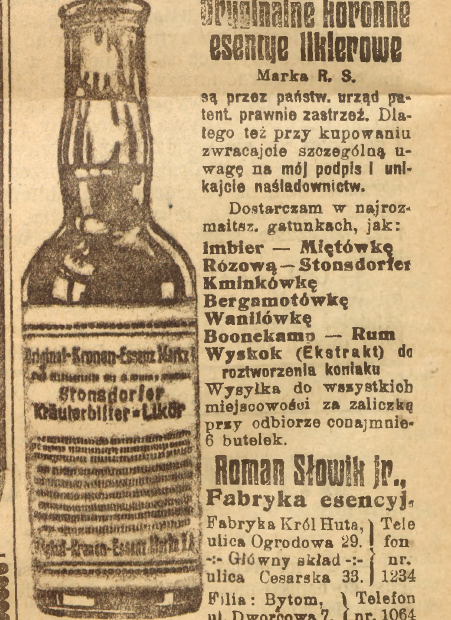 Oryginalne koronne
esencye likierowe
Marka R. S.
są przez państw. urząd pa-
tent. prawnie zastrzeż. Dla-
tego też przy kupowaniu
zwracajcie szczególną u-
wagę na mój podpis i uni-
kajcie naśladownictw.
Dostarczam w najroz-
maitsz. gatunkach, jak:
Imbier — Miętówkę
Rózową — Stonsdorfer
Kminkówkę
Bergamotówkę
Wanilówkę
Boonekamp — Rum
Wyskok (Ekstrakt) do
roztworzenia koniaku
Wysyłka do wszystkich
miejscowości za zaliczką
przy odbiorze conajmnie-
6 butelek.
Roman Słowik jr.,
Fabryka esencyj.
Fabryka Król Huta, } Tele
ulica Ogrodowa 29. } fon
-:- Główny skład -:- } nr.
ulica Cesarska 33. } 1234
Filia: Bytom, } Telefon
ul. Dworcowa 7. } nr. 1064
Original-Kronen-Essenz Marke
Stonsdorfer
Kräuterbitter-Likör
Original-Kronen-Essenz Marke